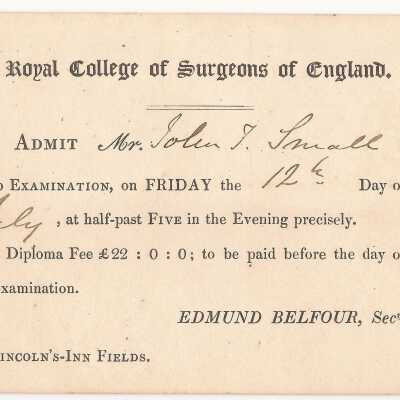 Royal College of Surgeons of England.
ADMIT Mr. John T. Small
EXAMINATION, on FRIDAY the 12th Day of
, at half-past FIVE in the Evening precisely.
Diploma Fee £22 : 0 : 0; to be paid before the day o
xamination.
EDMUND BELFOUR, Sec
INCOLN'S-INN FIELDS.